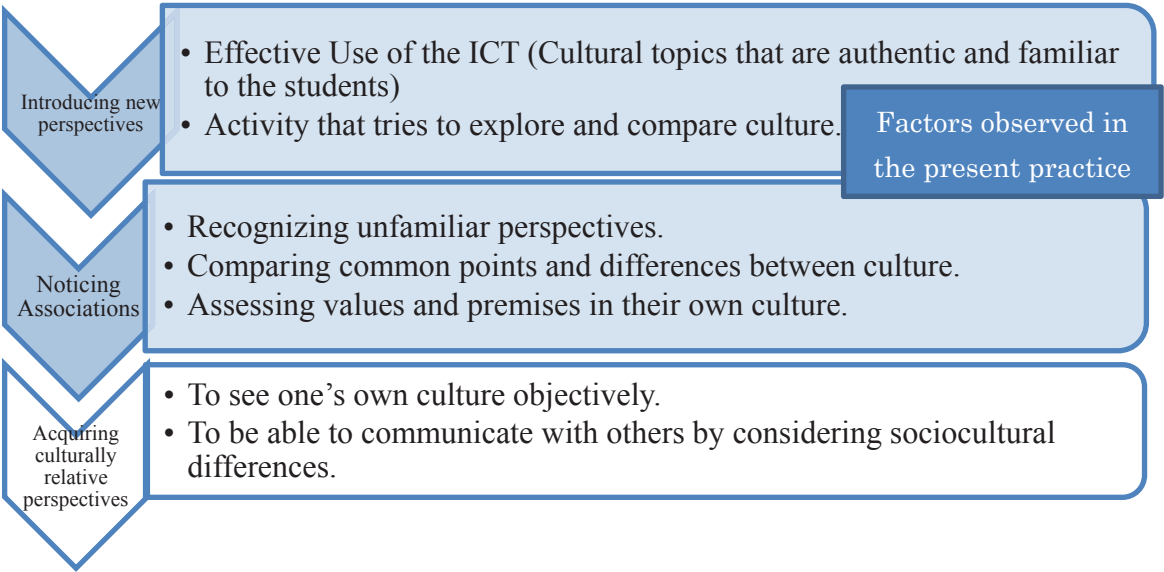 Introducing new
perspectives
• Effective Use of the ICT (Cultural topics that are authentic and familiar
to the students)
• Activity that tries to explore and compare culture.
Factors observed in
the present practice
Noticing
Associations
• Recognizing unfamiliar perspectives.
• Comparing common points and differences between culture.
• Assessing values and premises in their own culture.
Acquiring
culturally
relative
perspectives
• To see one’s own culture objectively.
• To be able to communicate with others by considering sociocultural
differences.